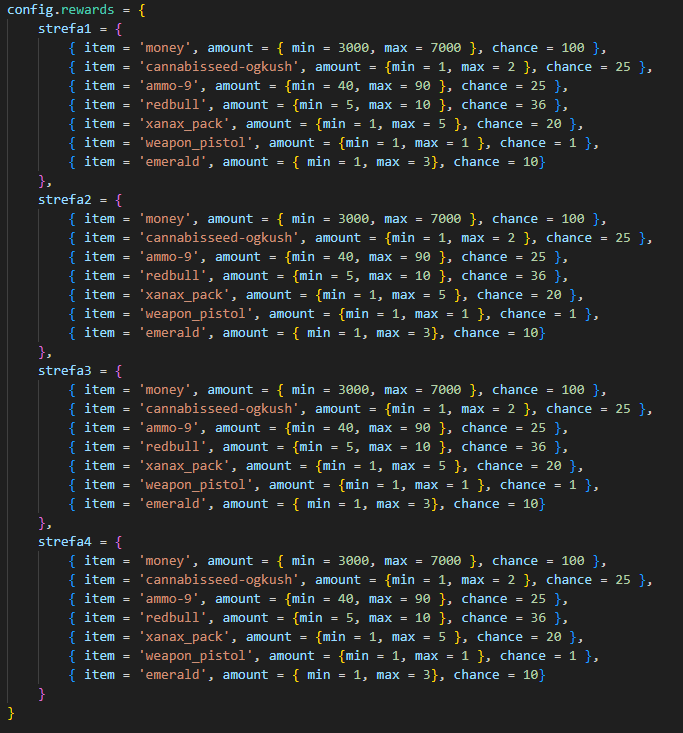 config.rewards = {
    strefa1 = {
        { item = 'money', amount = { min = 3000, max = 7000 }, chance = 100 },
        { item = 'cannabisseed-ogkush', amount = {min = 1, max = 2 }, chance = 25 },
        { item = 'ammo-9', amount = {min = 40, max = 90 }, chance = 25 },
        { item = 'redbull', amount = {min = 5, max = 10 }, chance = 36 },
        { item = 'xanax_pack', amount = {min = 1, max = 5 }, chance = 20 },
        { item = 'weapon_pistol', amount = {min = 1, max = 1 }, chance = 1 },
        { item = 'emerald', amount = { min = 1, max = 3}, chance = 10}
    },
    strefa2 = {
        { item = 'money', amount = { min = 3000, max = 7000 }, chance = 100 },
        { item = 'cannabisseed-ogkush', amount = {min = 1, max = 2 }, chance = 25 },
        { item = 'ammo-9', amount = {min = 40, max = 90 }, chance = 25 },
        { item = 'redbull', amount = {min = 5, max = 10 }, chance = 36 },
        { item = 'xanax_pack', amount = {min = 1, max = 5 }, chance = 20 },
        { item = 'weapon_pistol', amount = {min = 1, max = 1 }, chance = 1 },
        { item = 'emerald', amount = { min = 1, max = 3}, chance = 10}
    },
    strefa3 = {
        { item = 'money', amount = { min = 3000, max = 7000 }, chance = 100 },
        { item = 'cannabisseed-ogkush', amount = {min = 1, max = 2 }, chance = 25 },
        { item = 'ammo-9', amount = {min = 40, max = 90 }, chance = 25 },
        { item = 'redbull', amount = {min = 5, max = 10 }, chance = 36 },
        { item = 'xanax_pack', amount = {min = 1, max = 5 }, chance = 20 },
        { item = 'weapon_pistol', amount = {min = 1, max = 1 }, chance = 1 },
        { item = 'emerald', amount = { min = 1, max = 3}, chance = 10}
    },
    strefa4 = {
        { item = 'money', amount = { min = 3000, max = 7000 }, chance = 100 },
        { item = 'cannabisseed-ogkush', amount = {min = 1, max = 2 }, chance = 25 },
        { item = 'ammo-9', amount = {min = 40, max = 90 }, chance = 25 },
        { item = 'redbull', amount = {min = 5, max = 10 }, chance = 36 },
        { item = 'xanax_pack', amount = {min = 1, max = 5 }, chance = 20 },
        { item = 'weapon_pistol', amount = {min = 1, max = 1 }, chance = 1 },
        { item = 'emerald', amount = { min = 1, max = 3}, chance = 10}
    }
}